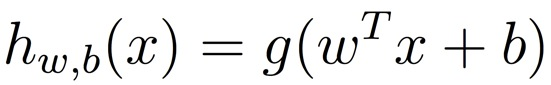 h_{w,b}(x) = g(w^T x + b)